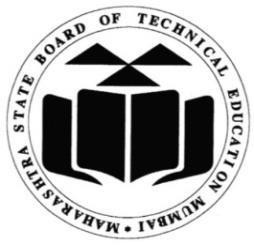 MAHARASHTRA STATE BOARD OF TECHNICAL EDUCATION MUMBAI *